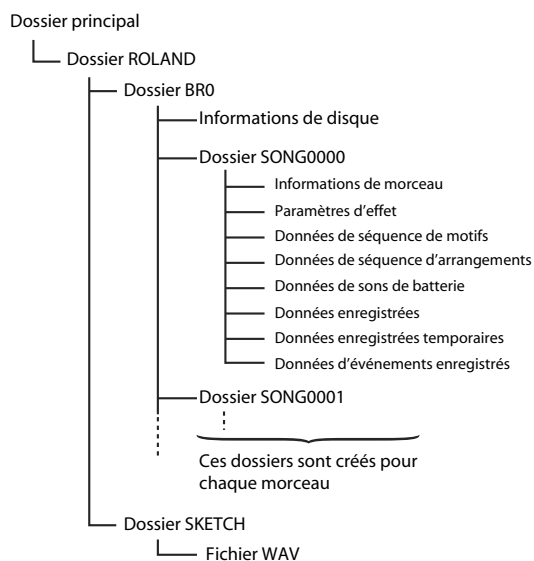 Dossier principal
Dossier ROLAND
Dossier BR0
Informations de disque
Dossier SONG0000
Informations de morceau
Paramètres d'effet
Données de séquence de motifs
Données de séquence d'arrangements
Données de sons de batterie
Données enregistrées
Données enregistrées temporaires
Données d'événements enregistrés
Dossier SONG0001
Ces dossiers sont créés pour
chaque morceau
Dossier SKETCH
Fichier WAV